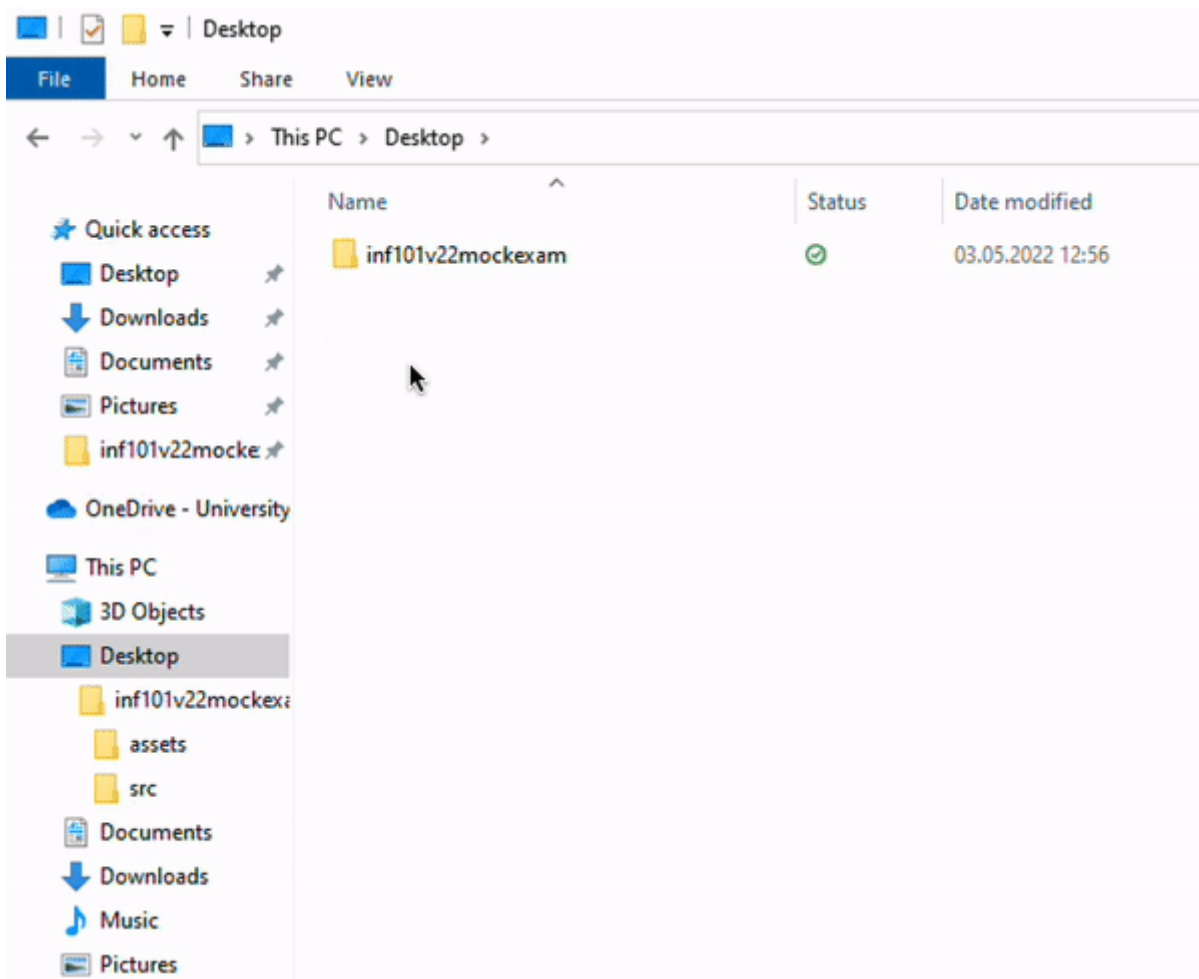 Desktop
File Home Share View
This PC Desktop
Name Status Date modified
Quick access
inf101v22mockexam 03.05.2022 12:56
Desktop
Downloads
Documents
Pictures
inf101v22mocke
OneDrive - University
This PC
3D Objects
Desktop
inf101v22mockexa
assets
src
Documents
Downloads
Music
Pictures